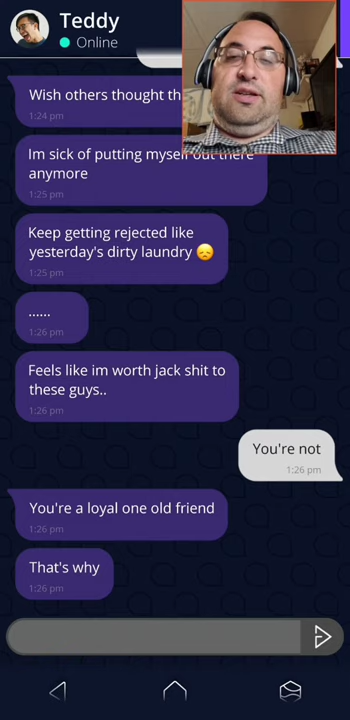 Teddy
Online
Wish others thought th
1:24 pm
Im sick of putting myself out there
anymore
1:25 pm
Keep getting rejected like
yesterday's dirty laundry 😞
1:25 pm
......
1:26 pm
Feels like im worth jack shit to
these guys..
1:26 pm
You're not
1:26 pm
You're a loyal one old friend
1:26 pm
That's why
1:26 pm